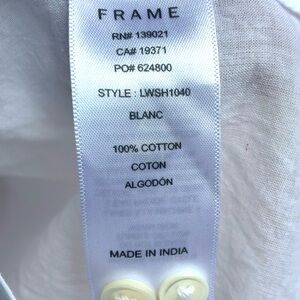 FRAME
RN# 139021
CA# 19371
PO# 624800
STYLE : LWSH1040
BLANC
100% COTTON
COTON
ALGODÓN
MADE IN INDIA